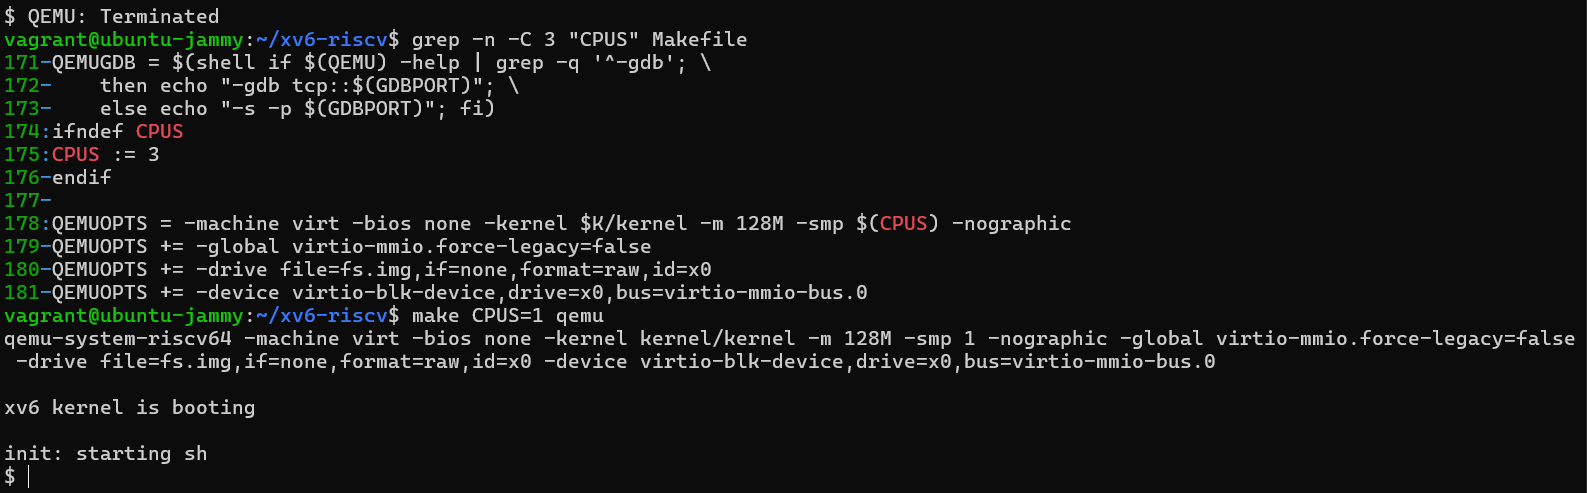 $ QEMU: Terminated
vagrant@ubuntu-jammy:~/xv6-riscv$ grep -n -C 3 "CPUS" Makefile
171-QEMUGDB = $(shell if $(QEMU) -help | grep -q '^-gdb'; \
172-    then echo "-gdb tcp::$(GDBPORT)"; \
173-    else echo "-s -p $(GDBPORT)"; fi)
174:ifndef CPUS
175:CPUS := 3
176-endif
177-
178:QEMUOPTS = -machine virt -bios none -kernel $K/kernel -m 128M -smp $(CPUS) -nographic
179-QEMUOPTS += -global virtio-mmio.force-legacy=false
180-QEMUOPTS += -drive file=fs.img,if=none,format=raw,id=x0
181-QEMUOPTS += -device virtio-blk-device,drive=x0,bus=virtio-mmio-bus.0
vagrant@ubuntu-jammy:~/xv6-riscv$ make CPUS=1 qemu
qemu-system-riscv64 -machine virt -bios none -kernel kernel/kernel -m 128M -smp 1 -nographic -global virtio-mmio.force-legacy=false
 -drive file=fs.img,if=none,format=raw,id=x0 -device virtio-blk-device,drive=x0,bus=virtio-mmio-bus.0

xv6 kernel is booting

init: starting sh
$